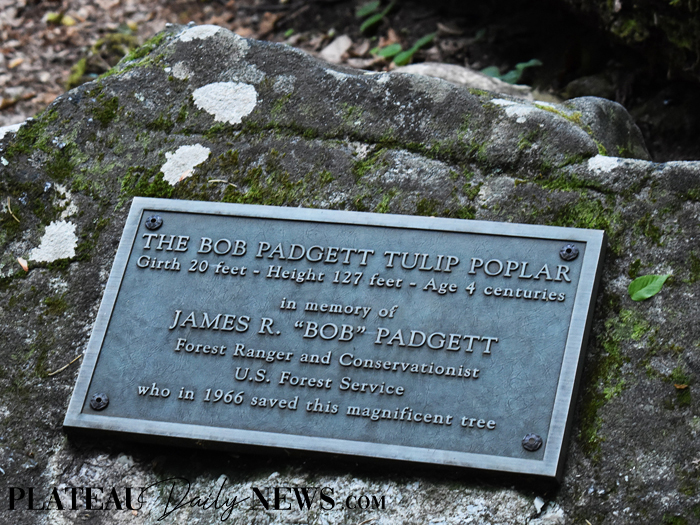 THE BOB PADGETT TULIP POPLAR
Girth 20 feet - Height 127 feet - Age 4 centuries
in memory of
JAMES R. "BOB" PADGETT
Forest Ranger and Conservationist
U.S. Forest Service
who in 1966 saved this magnificent tree
PLATEAU Daily NEWS.COM